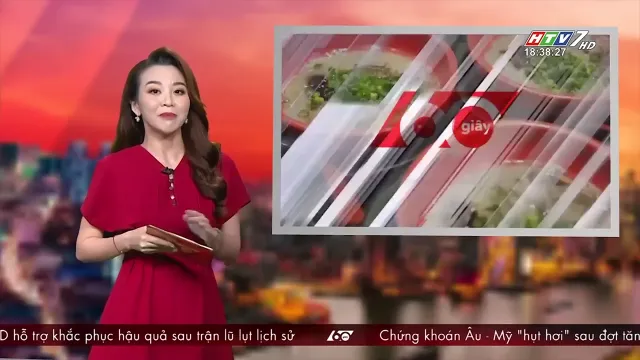 HTV7 HD
18:38:27
60 giây
D hỗ trợ khắc phục hậu quả sau trận lũ lụt lịch sử 60 Chứng khoán Âu - Mỹ "hụt hơi" sau đợt tă